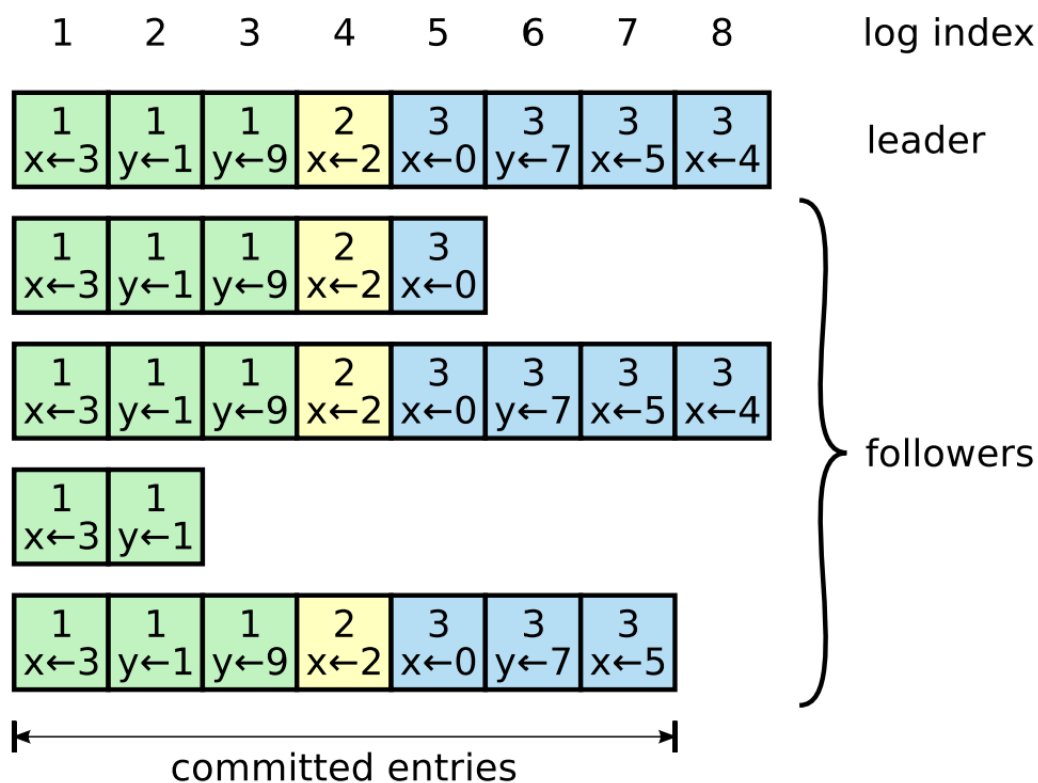 1 2 3 4 5 6 7 8 log index
1 1 1 2 3 3 3 3
x←3 y←1 y←9 x←2 x←0 y←7 x←5 x←4
leader
1 1 1 2 3
x←3 y←1 y←9 x←2 x←0
1 1 1 2 3 3 3 3
x←3 y←1 y←9 x←2 x←0 y←7 x←5 x←4
followers
1 1
x←3 y←1
1 1 1 2 3 3 3
x←3 y←1 y←9 x←2 x←0 y←7 x←5
committed entries